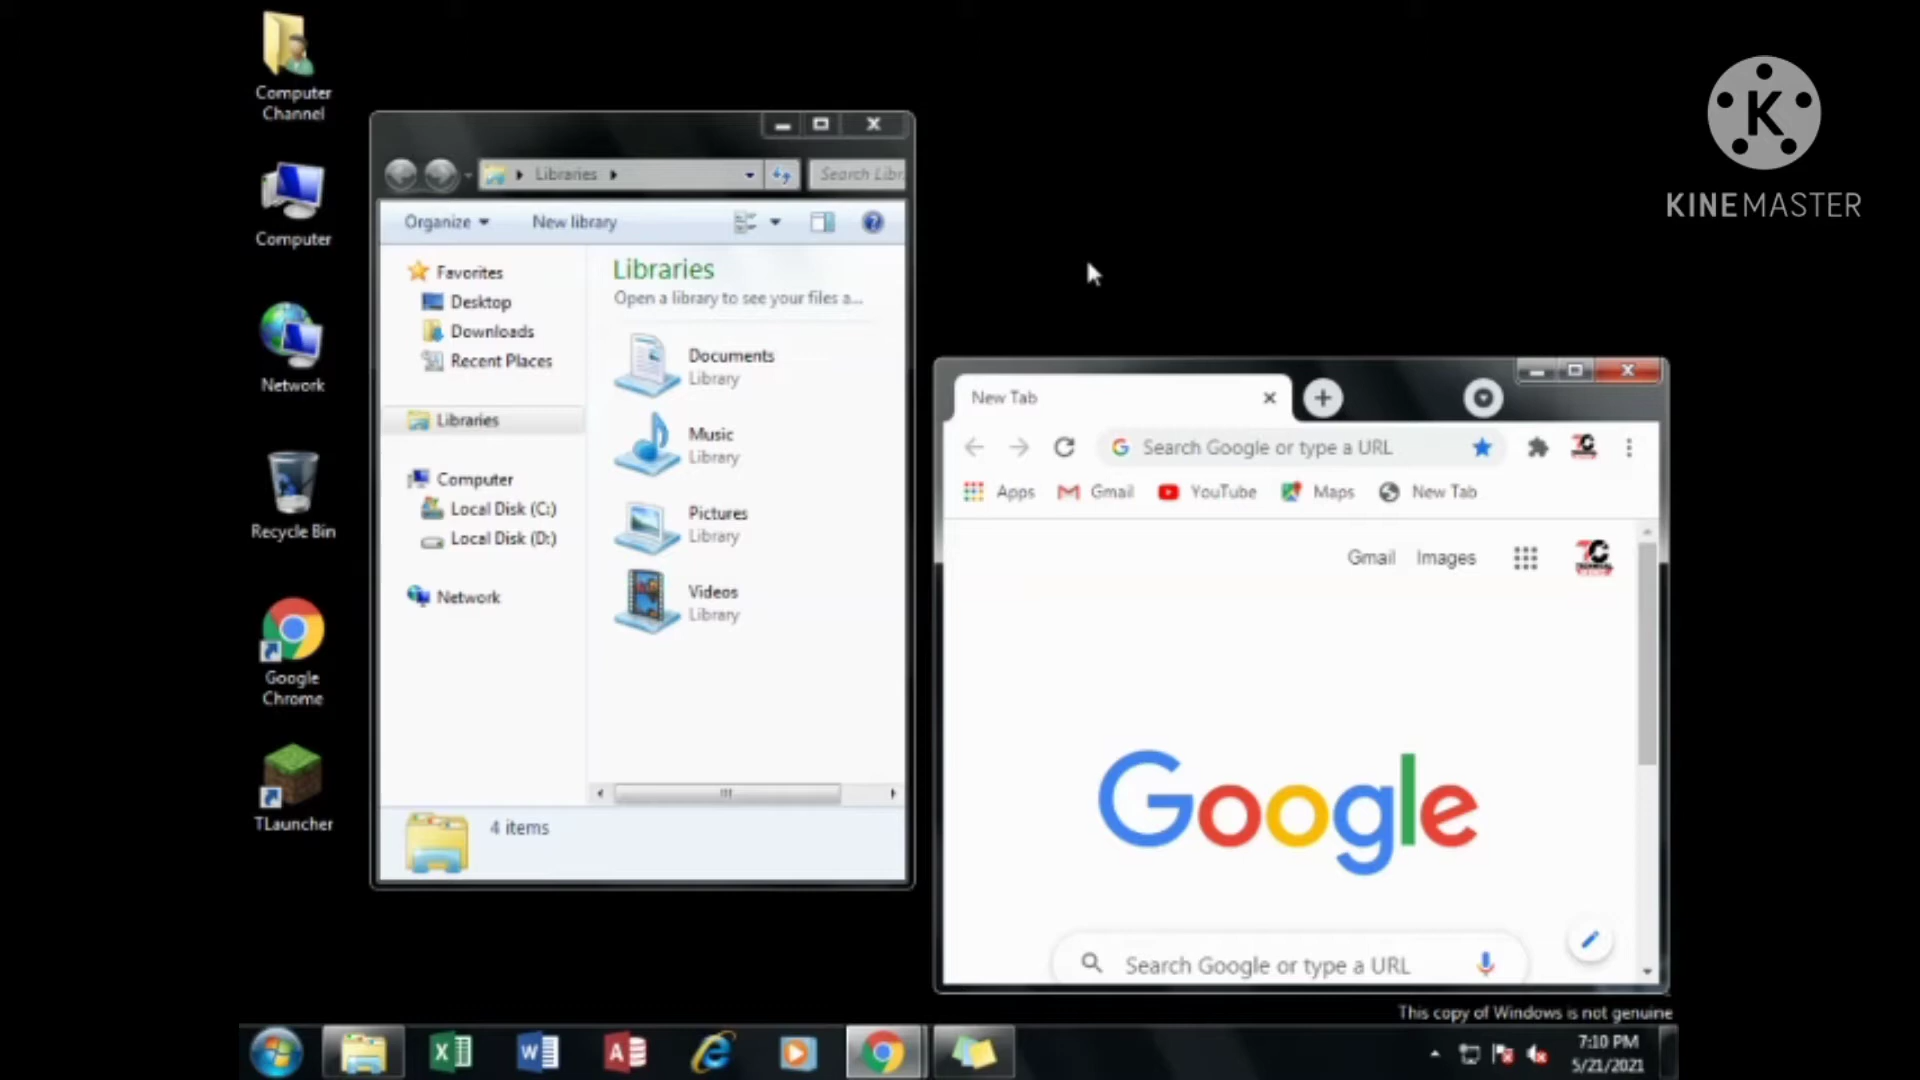 Computer
Channel
Computer
Network
Recycle Bin
Google
Chrome
TLauncher
Libraries
Search Libr
Organize
New library
Favorites
Desktop
Downloads
Recent Places
Libraries
Computer
Local Disk (C:)
Local Disk (D:)
Network
Libraries
Open a library to see your files a...
Documents
Library
Music
Library
Pictures
Library
Videos
Library
4 items
K
KINEMASTER
New Tab
Search Google or type a URL
Apps
Gmail
YouTube
Maps
New Tab
Gmail
Images
Google
Search Google or type a URL
This copy of Windows is not genuine
7:10 PM
5/21/2021